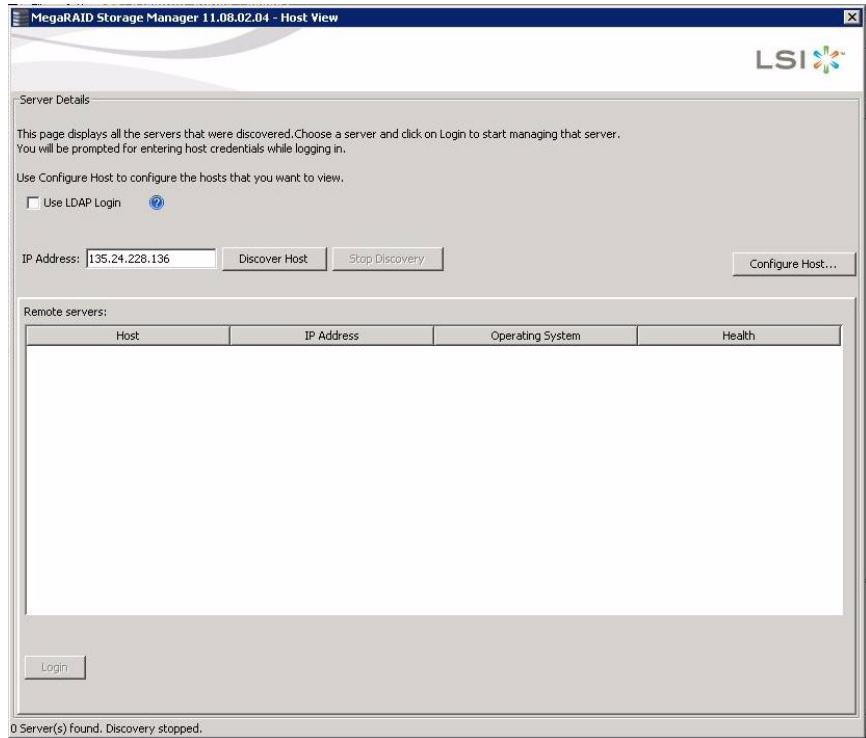 MegaRAID Storage Manager 11.08.02.04 - Host View
LSI
Server Details
This page displays all the servers that were discovered.Choose a server and click on Login to start managing that server.
You will be prompted for entering host credentials while logging in.
Use Configure Host to configure the hosts that you want to view.
Use LDAP Login
IP Address: 135.24.228.136 Discover Host Stop Discovery
Configure Host...
Remote servers:
Host IP Address Operating System Health
Login
0 Server(s) found. Discovery stopped.